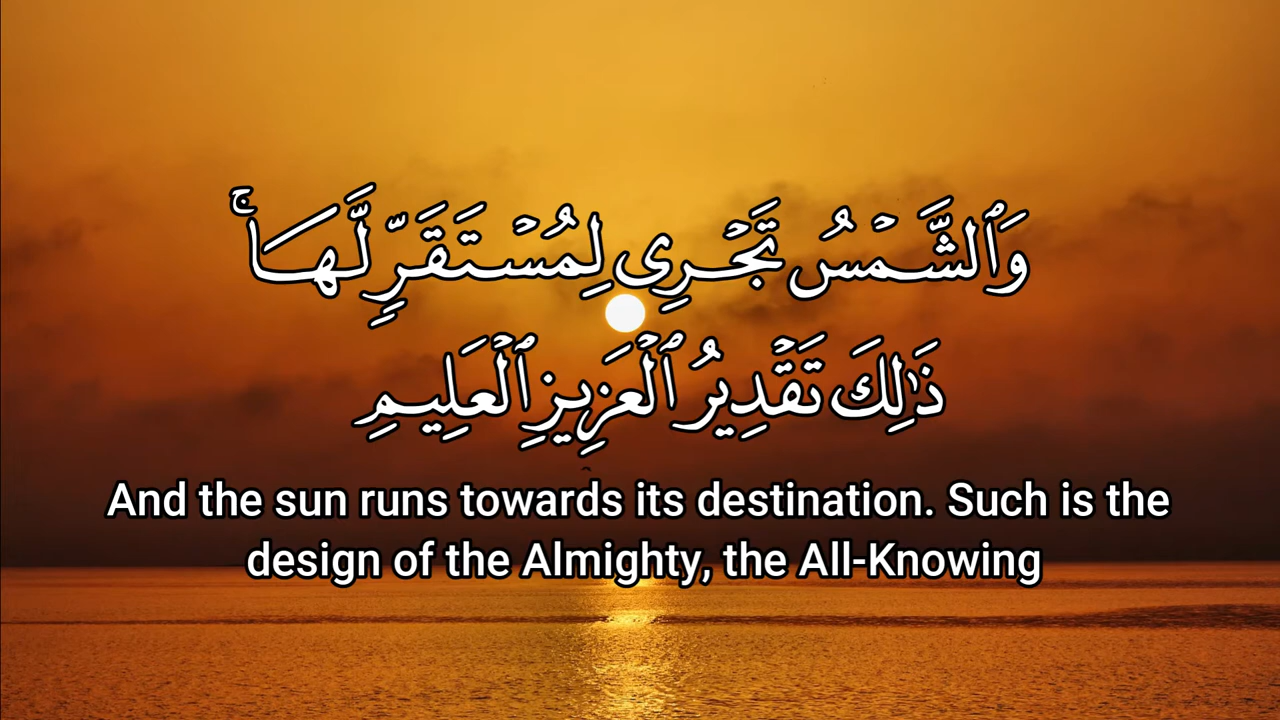 وَٱلشَّمۡسُ تَجۡرِي لِمُسۡتَقَرّٖ لَّهَاۚ
ذَٰلِكَ تَقۡدِيرُ ٱلۡعَزِيزِ ٱلۡعَلِيمِ
And the sun runs towards its destination. Such is the
design of the Almighty, the All-Knowing